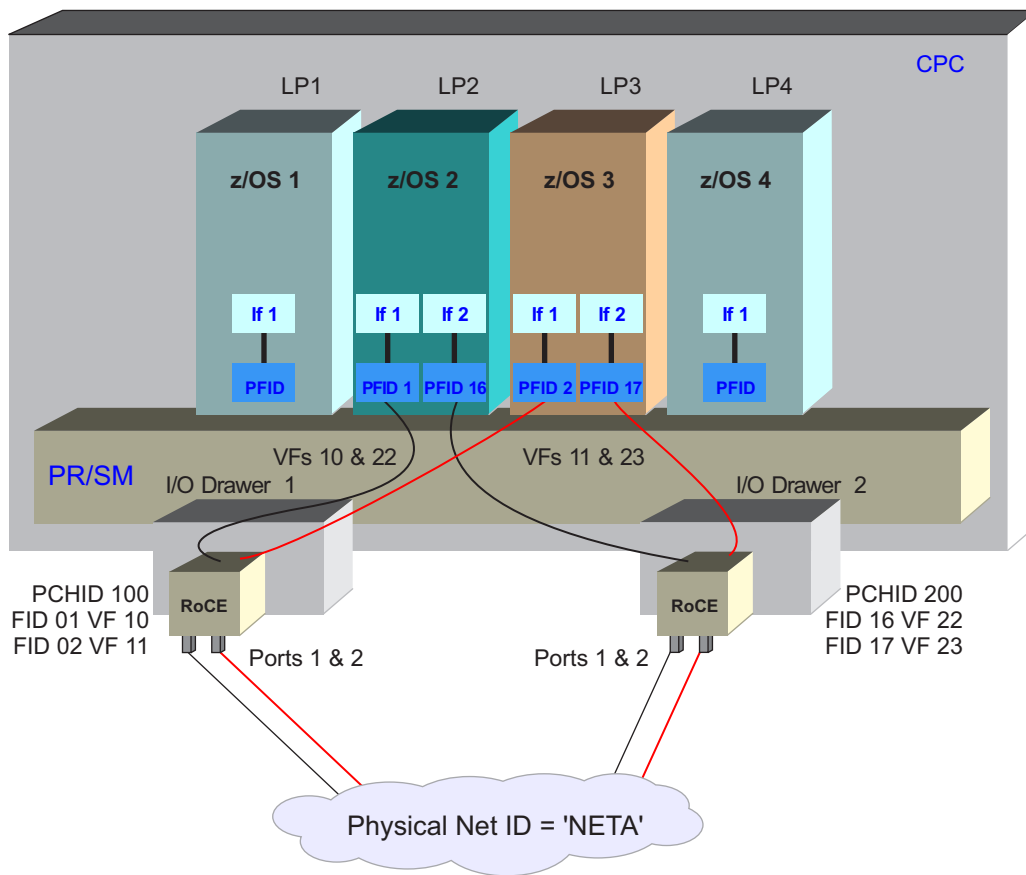 CPC
LP1
LP2
LP3
LP4
z/OS 1
z/OS 2
z/OS 3
z/OS 4
If 1
If 1
If 2
If 1
If 2
If 1
PFID
PFID 1
PFID 16
PFID 2
PFID 17
PFID
PR/SM
VFs 10 & 22
VFs 11 & 23
I/O Drawer 1
I/O Drawer 2
PCHID 100
FID 01 VF 10
FID 02 VF 11
RoCE
RoCE
PCHID 200
FID 16 VF 22
FID 17 VF 23
Ports 1 & 2
Ports 1 & 2
Physical Net ID = 'NETA'